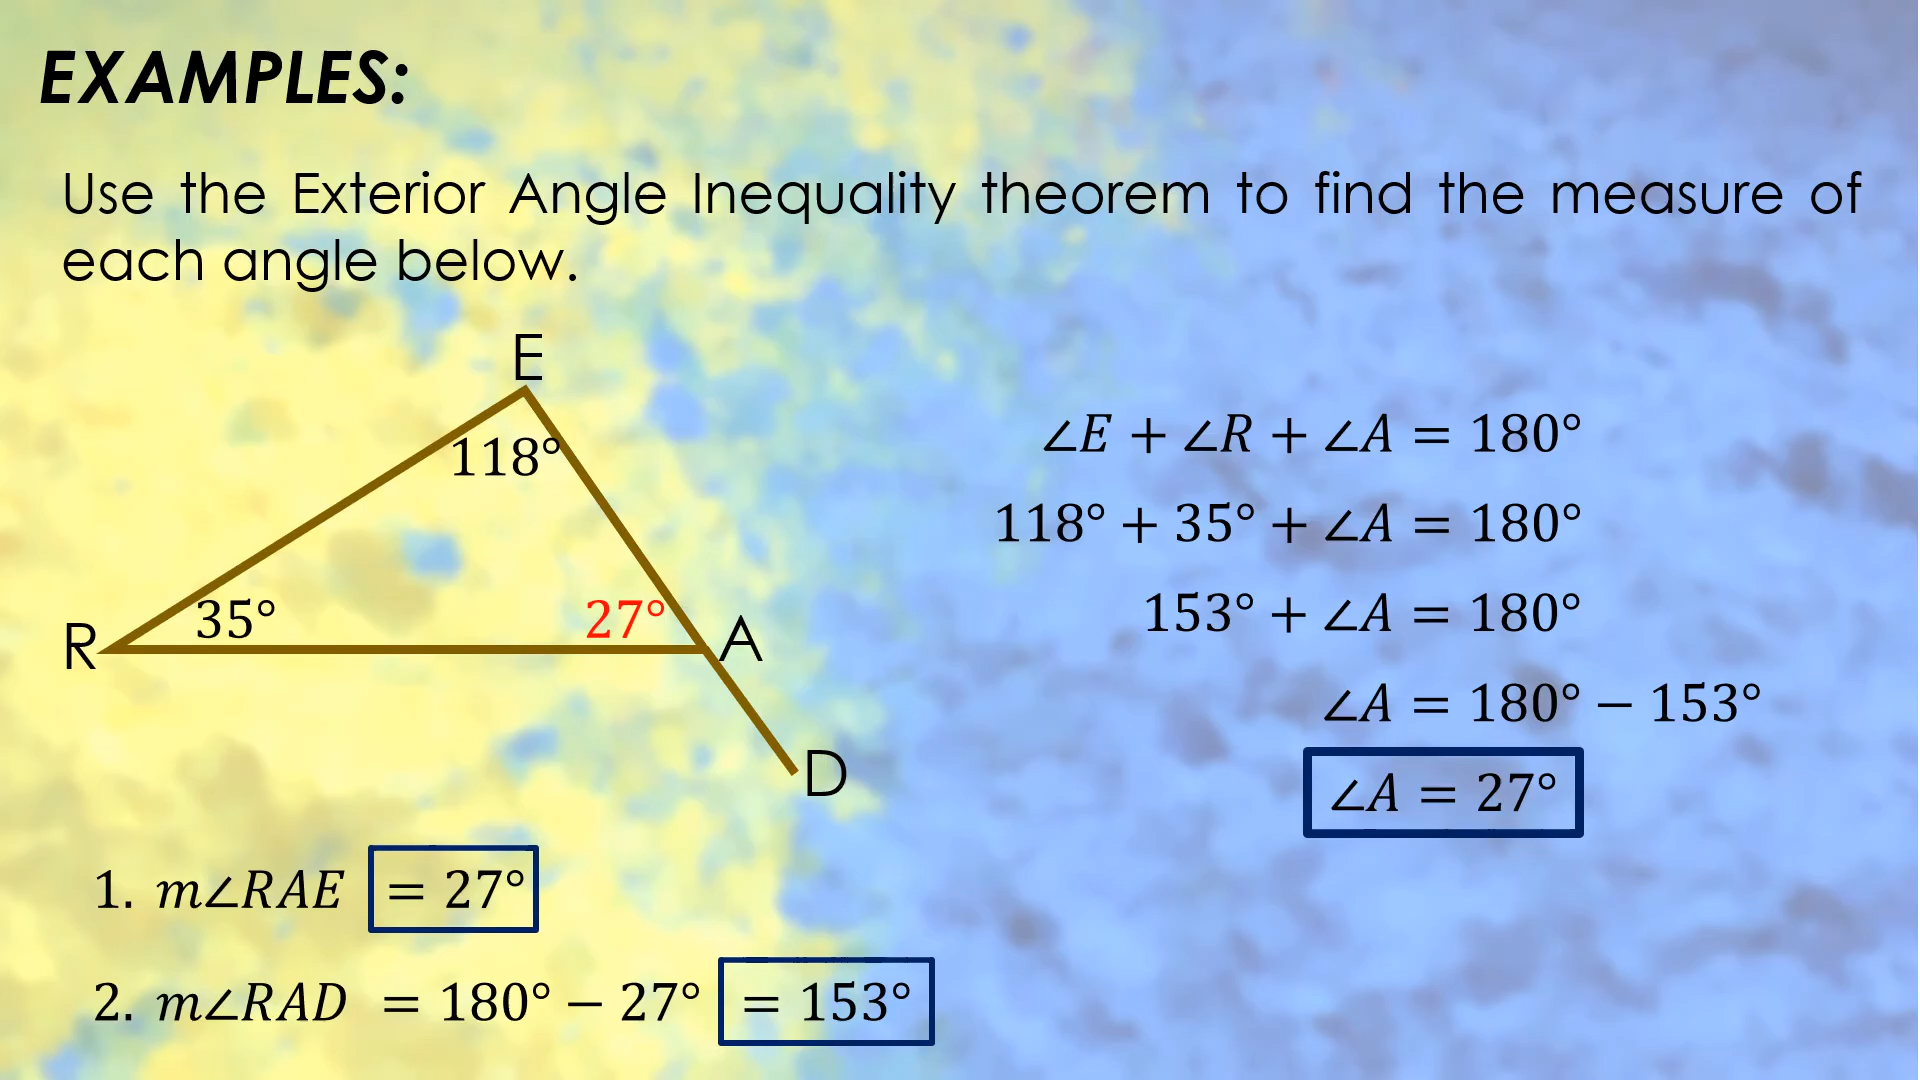 EXAMPLES:
Use the Exterior Angle Inequality theorem to find the measure of
each angle below.
E
118°
R
35°
27°
A
D
∠E + ∠R + ∠A = 180°
118° + 35° + ∠A = 180°
153° + ∠A = 180°
∠A = 180° − 153°
∠A = 27°
1. m∠RAE = 27°
2. m∠RAD = 180° − 27° = 153°